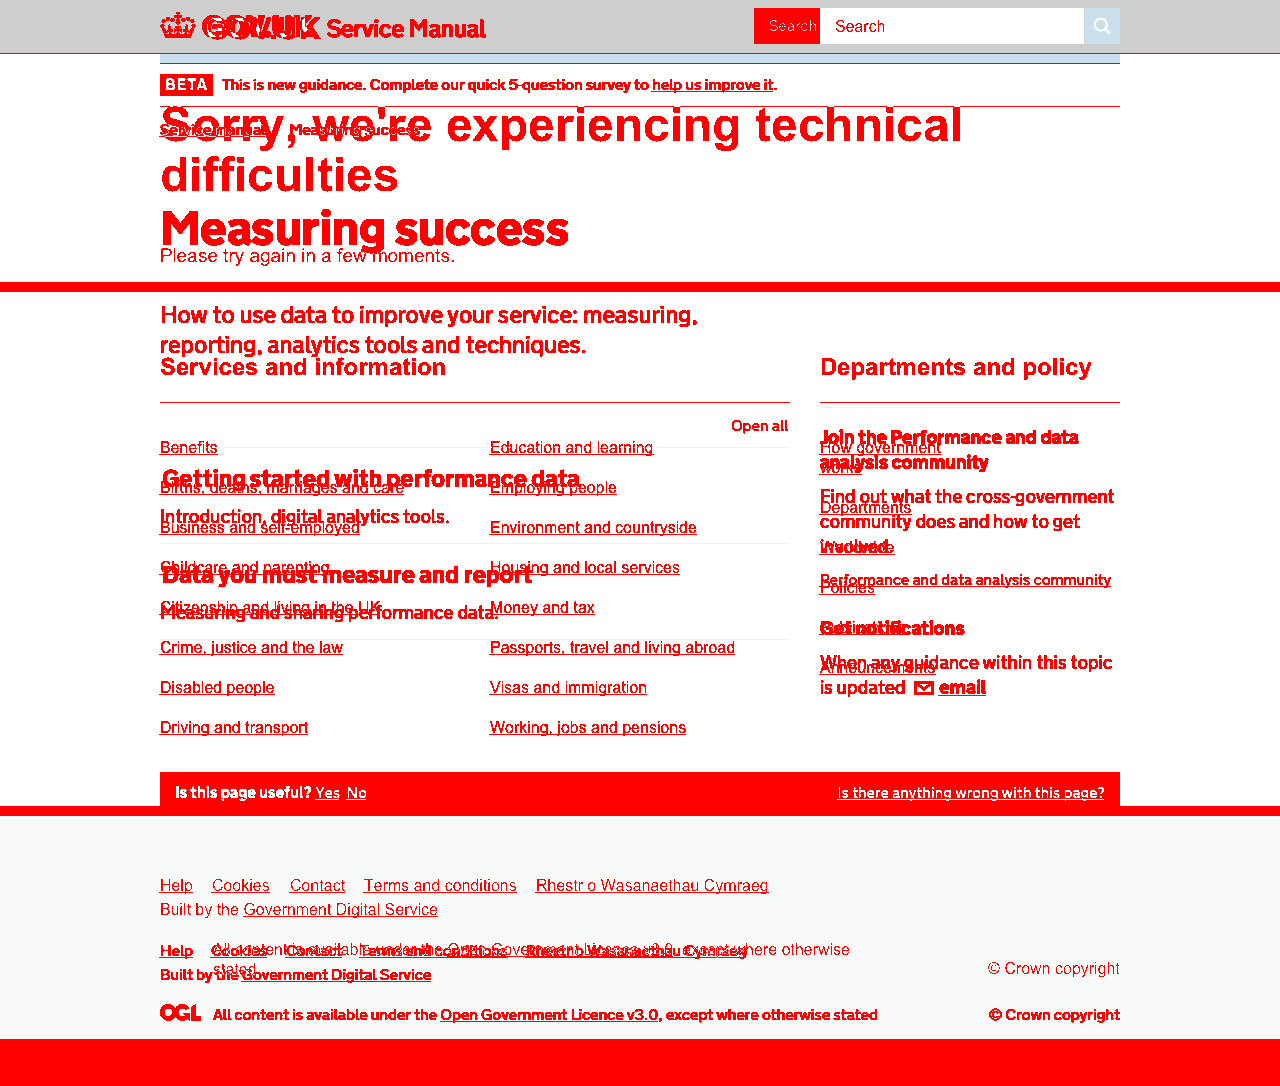 GOV.UK Service Manual
Search Search
BETA This is new guidance. Complete our quick 5-question survey to help us improve it.
Sorry, we're experiencing technical
Service manual Measuring success
difficulties
Measuring success
Please try again in a few moments.
How to use data to improve your service: measuring,
reporting, analytics tools and techniques.
Services and information
Departments and policy
Open all
Benefits
Education and learning
Join the Performance and data
How government
analysis community
works
Getting started with performance data
Births, deaths, marriages and care
Employing people
Find out what the cross-government
Departments
community does and how to get
Introduction, digital analytics tools.
Business and self-employed
Environment and countryside
involved.
Worldwide
Childcare and parenting
Data you must measure and report
Housing and local services
Performance and data analysis community
Policies
Citizenship and living in the UK
Measuring and sharing performance data.
Money and tax
Get notifications
Crime, justice and the law
Passports, travel and living abroad
When any guidance within this topic
Announcements
is updated email
Disabled people
Visas and immigration
Driving and transport
Working, jobs and pensions
Is this page useful? Yes No
Is there anything wrong with this page?
Help Cookies Contact Terms and conditions Rhestr o Wasanaethau Cymraeg
Built by the Government Digital Service
All content is available under the Open Government Licence v3.0, except where otherwise
stated
Help Cookies Contact Terms and conditions Rhestr o Wasanaethau Cymraeg
© Crown copyright
Built by the Government Digital Service
OGL All content is available under the Open Government Licence v3.0, except where otherwise stated
© Crown copyright